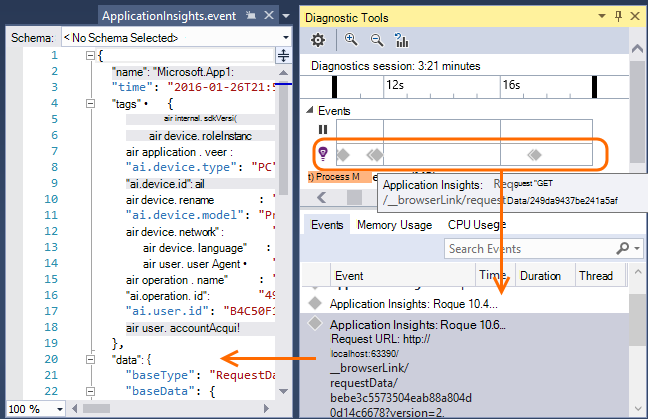 ApplicationInsights.event
Schema: < No Schema Selected>
1 {
2 "name": "Microsoft.App1:
3 "time": "2016-01-26T21:5
4 "tags" • {
5 air internal. sdkVersi(
6 air device. roleInstanc
7 air application . veer :
8 "ai.device.type": "PC"
9 "ai.device.id": ail
10 air device. rename : "
11 "ai.device.model": "Pr
12 air device. network" : "
13 air device. language" :
14 air user. user Agent • "
15 air operation . name" : "
16 "ai.operation. id": "49
17 "ai.user.id": "B4C50F1
18 air user. accountAcqui!
19 },
20 "data": {
21 "baseType": "RequestDa
22 "baseData": {
100 %
Diagnostic Tools
Diagnostics session: 3:21 minutes
12s 16s
Events
t) Process M
Application Insights: Request "GET
/__browserLink/requestData/249da9437be241a5af
Events Memory Usage CPU Usage
Search Events
Event Time Duration Thread
Application Insights: Roque 10.4...
Application Insights: Roque 10.6...
Request URL: http://
localhost:63390/
__browserLink/
requestData/
bebe3c5573504eab88a804d
0d14c6678?version=2.